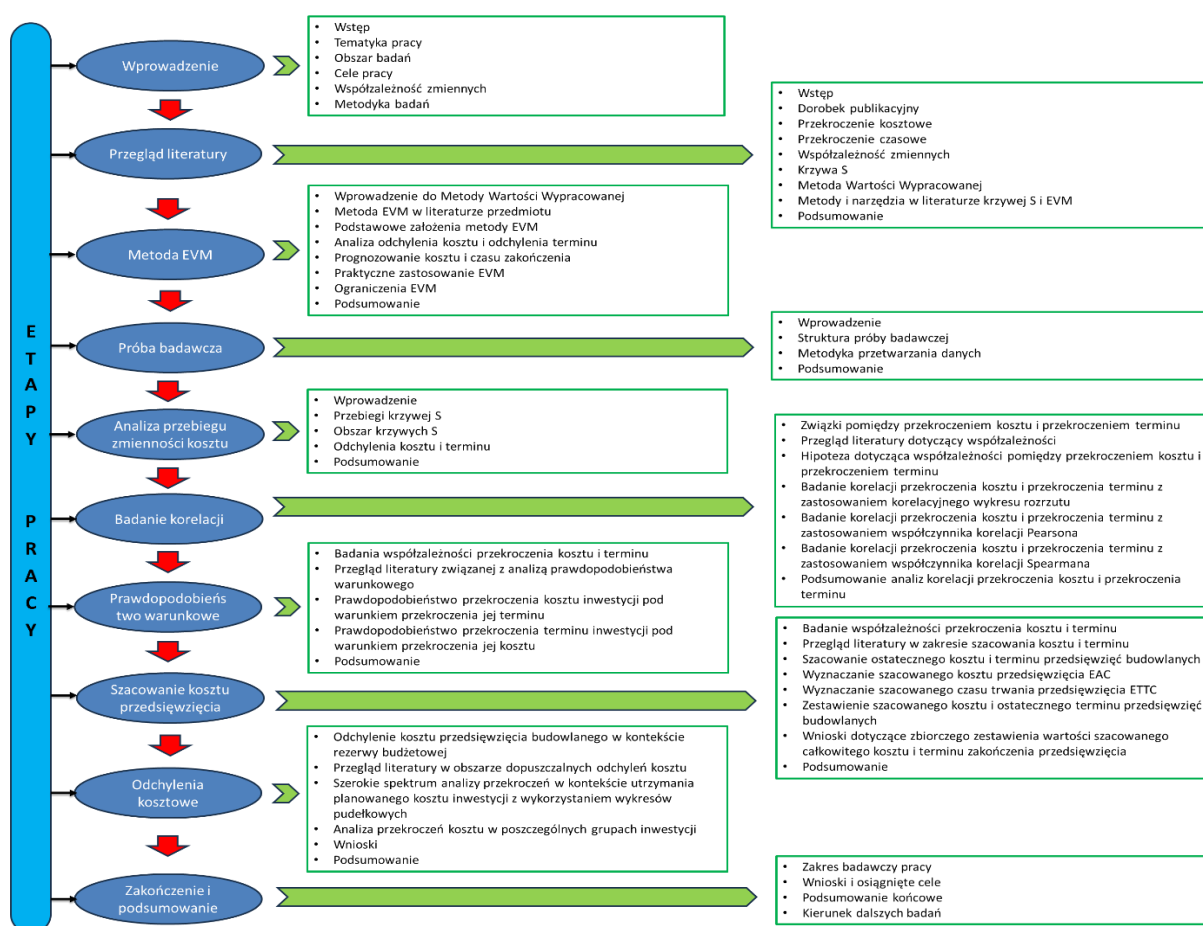 ETAPY PRACY
Wprowadzenie
• Wstęp
• Tematyka pracy
• Obszar badań
• Cele pracy
• Współzależność zmiennych
• Metodyka badań
Przegląd literatury
• Wstęp
• Dorobek publikacyjny
• Przekroczenie kosztowe
• Przekroczenie czasowe
• Współzależność zmiennych
• Krzywa S
• Metoda Wartości Wypracowanej
• Metody i narzędzia w literaturze krzywej S i EVM
• Podsumowanie
Metoda EVM
• Wprowadzenie do Metody Wartości Wypracowanej
• Metoda EVM w literaturze przedmiotu
• Podstawowe założenia metody EVM
• Analiza odchylenia kosztu i odchylenia terminu
• Prognozowanie kosztu i czasu zakończenia
• Praktyczne zastosowanie EVM
• Ograniczenia EVM
• Podsumowanie
Próba badawcza
• Wprowadzenie
• Struktura próby badawczej
• Metodyka przetwarzania danych
• Podsumowanie
Analiza przebiegu
zmienności kosztu
• Wprowadzenie
• Przebiegi krzywej S
• Obszar krzywych S
• Odchylenia kosztu i terminu
• Podsumowanie
Badanie korelacji
• Związki pomiędzy przekroczeniem kosztu i przekroczeniem terminu
• Przegląd literatury dotyczący współzależności
• Hipoteza dotycząca współzależności pomiędzy przekroczeniem kosztu i
przekroczeniem terminu
• Badanie korelacji przekroczenia kosztu i przekroczenia terminu z
zastosowaniem korelacyjnego wykresu rozrzutu
• Badanie korelacji przekroczenia kosztu i przekroczenia terminu z
zastosowaniem współczynnika korelacji Pearsona
• Badanie korelacji przekroczenia kosztu i przekroczenia terminu z
zastosowaniem współczynnika korelacji Spearmana
• Podsumowanie analiz korelacji przekroczenia kosztu i przekroczenia
terminu
Prawdopodobieńs
two warunkowe
• Badania współzależności przekroczenia kosztu i terminu
• Przegląd literatury związanej z analizą prawdopodobieństwa
warunkowego
• Prawdopodobieństwo przekroczenia kosztu inwestycji pod
warunkiem przekroczenia jej terminu
• Prawdopodobieństwo przekroczenia terminu inwestycji pod
warunkiem przekroczenia jej kosztu
• Podsumowanie
Szacowanie kosztu
przedsięwzięcia
• Badanie współzależności przekroczenia kosztu i terminu
• Przegląd literatury w zakresie szacowania kosztu i terminu
• Szacowanie ostatecznego kosztu i terminu przedsięwzięć budowlanych
• Wyznaczanie szacowanego kosztu przedsięwzięcia EAC
• Wyznaczanie szacowanego czasu trwania przedsięwzięcia ETTC
• Zestawienie szacowanego kosztu i ostatecznego terminu przedsięwzięć
budowlanych
• Wnioski dotyczące zbiorczego zestawienia wartości szacowanego
całkowitego kosztu i terminu zakończenia przedsięwzięcia
• Podsumowanie
Odchylenia
kosztowe
• Odchylenie kosztu przedsięwzięcia budowlanego w kontekście
rezerwy budżetowej
• Przegląd literatury w obszarze dopuszczalnych odchyleń kosztu
• Szerokie spektrum analizy przekroczeń w kontekście utrzymania
planowanego kosztu inwestycji z wykorzystaniem wykresów
pudełkowych
• Analiza przekroczeń kosztu w poszczególnych grupach inwestycji
• Wnioski
• Podsumowanie
Zakończenie i
podsumowanie
• Zakres badawczy pracy
• Wnioski i osiągnięte cele
• Podsumowanie końcowe
• Kierunek dalszych badań